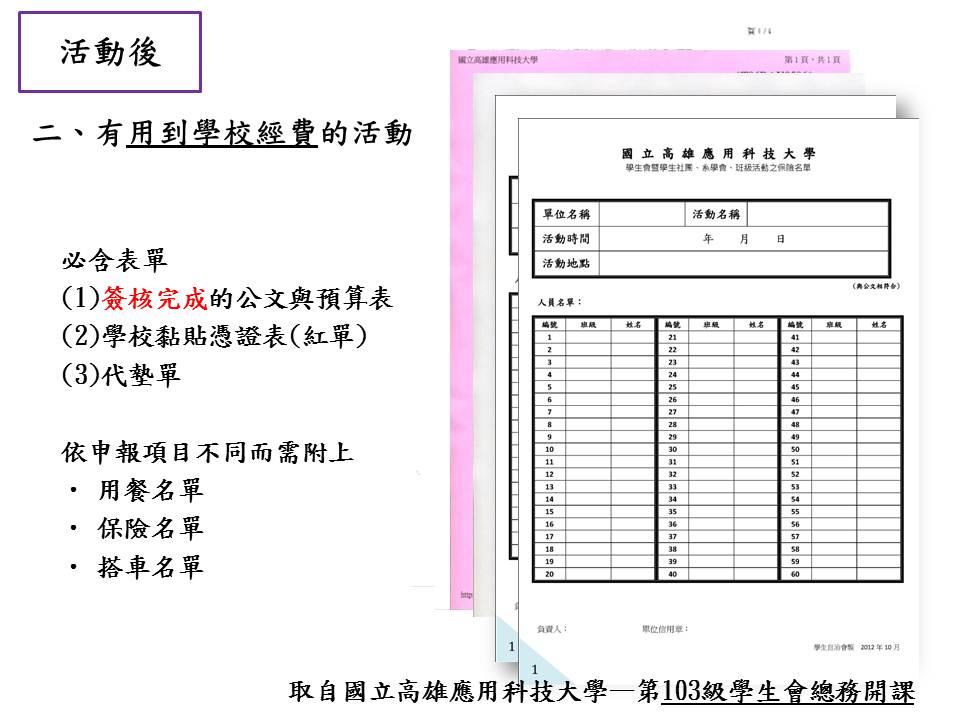 活動後
二、有用到學校經費的活動
必含表單
(1)簽核完成的公文與預算表
(2)學校黏貼憑證表(紅單)
(3)代墊單
依申報項目不同而需附上
• 用餐名單
• 保險名單
• 搭車名單
國立高雄應用科技大學
第1頁，共1頁
國立高雄應用科技大學
學生會暨學生社團、系學會、班級活動之保險名單
單位名稱 活動名稱
活動時間 年 月 日
活動地點
(與公文相符合)
人員名單：
編號 班級 姓名 編號 班級 姓名 編號 班級 姓名
1 21 41
2 22 42
3 23 43
4 24 44
5 25 45
6 26 46
7 27 47
8 28 48
9 29 49
10 30 50
11 31 51
12 32 52
13 33 53
14 34 54
15 35 55
16 36 56
17 37 57
18 38 58
19 39 59
20 40 60
負責人： 單位信用章：
學生自治會製 2012年10月
http
1
1
取自國立高雄應用科技大學─第103級學生會總務開課